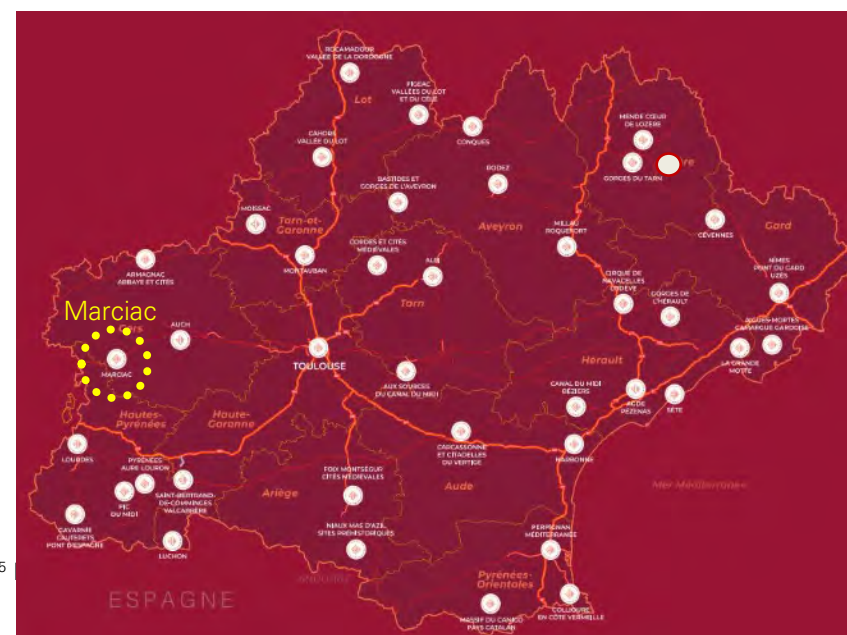 ROCAMADOUR
VALLÉE DE LA DORDOGNE
FIGEAC
VALLÉES DU LOT
ET DU CÉLÉ
Lot
CAHORS
VALLÉE DU LOT
CONQUES
MENDE CŒUR
DE LOZÈRE
GORGES DU TARN
BASTIDES ET
GORGES DE L'AVEYRON
RODEZ
MOISSAC
Tarn-et-
Garonne
Aveyron
MILLAU
ROQUEFORT
CÉVENNES
Gard
CORDES ET CITÉS
MÉDIÉVALES
ALBI
MONTAUBAN
ARMAGNAC
ABBAYE ET CITÉS
NÎMES
PONT DU GARD
UZÈS
CIRQUE DE
NAVACELLES
LODÈVE
GORGES DE
L'HÉRAULT
Tarn
Marciac
Gers
AUCH
MARCIAC
TOULOUSE
AIGUES-MORTES
CAMARGUE GARDOISE
LA GRANDE
MOTTE
Hérault
AUX SOURCES
DU CANAL DU MIDI
CANAL DU MIDI
BÉZIERS
AGDE
PÉZENAS
SÈTE
Hautes-
Pyrénées
Haute-
Garonne
CARCASSONNE
ET CITADELLES
DU VERTIGE
NARBONNE
LOURDES
PYRÉNÉES
AURE LOURON
PIC
DU MIDI
SAINT-BERTRAND-
DE-COMMINGES
VALCABRÈRE
FOIX MONTSÉGUR
CITÉS MÉDIÉVALES
Ariège
Aude
Mer Méditerranée
GAVARNIE
CAUTERETS
PONT D'ESPAGNE
LUCHON
NIAUX MAS D'AZIL
SITES PRÉHISTORIQUES
PERPIGNAN
MÉDITERRANÉE
5 |
ANDORRE
Pyrénées-
Orientales
ESPAGNE
MASSIF DU CANIGÓ
PAYS CATALAN
COLLIOURE
EN CÔTE VERMEILLE